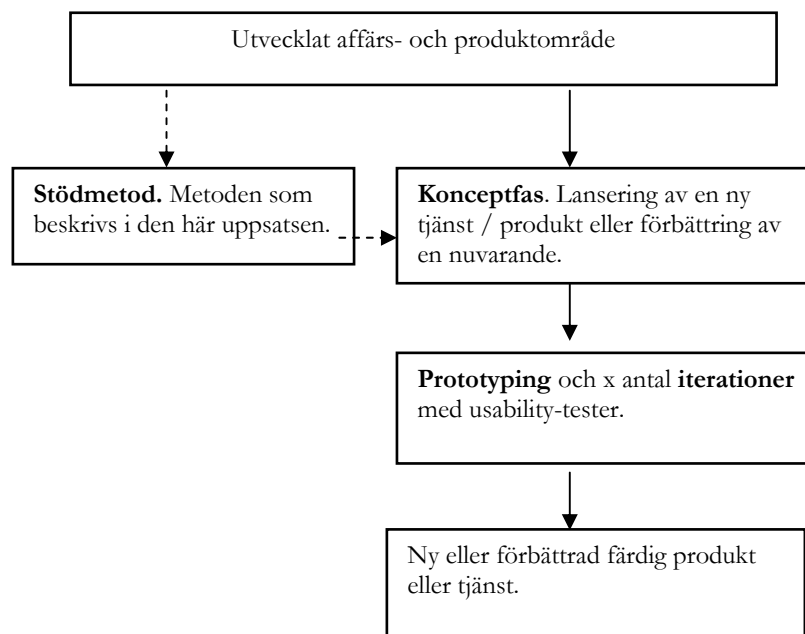 Utvecklat affärs- och produktområde
Stödmetod. Metoden som
beskrivs i den här uppsatsen.
Konceptfas. Lansering av en ny
tjänst / produkt eller förbättring av
en nuvarande.
Prototyping och x antal iterationer
med usability-tester.
Ny eller förbättrad färdig produkt
eller tjänst.